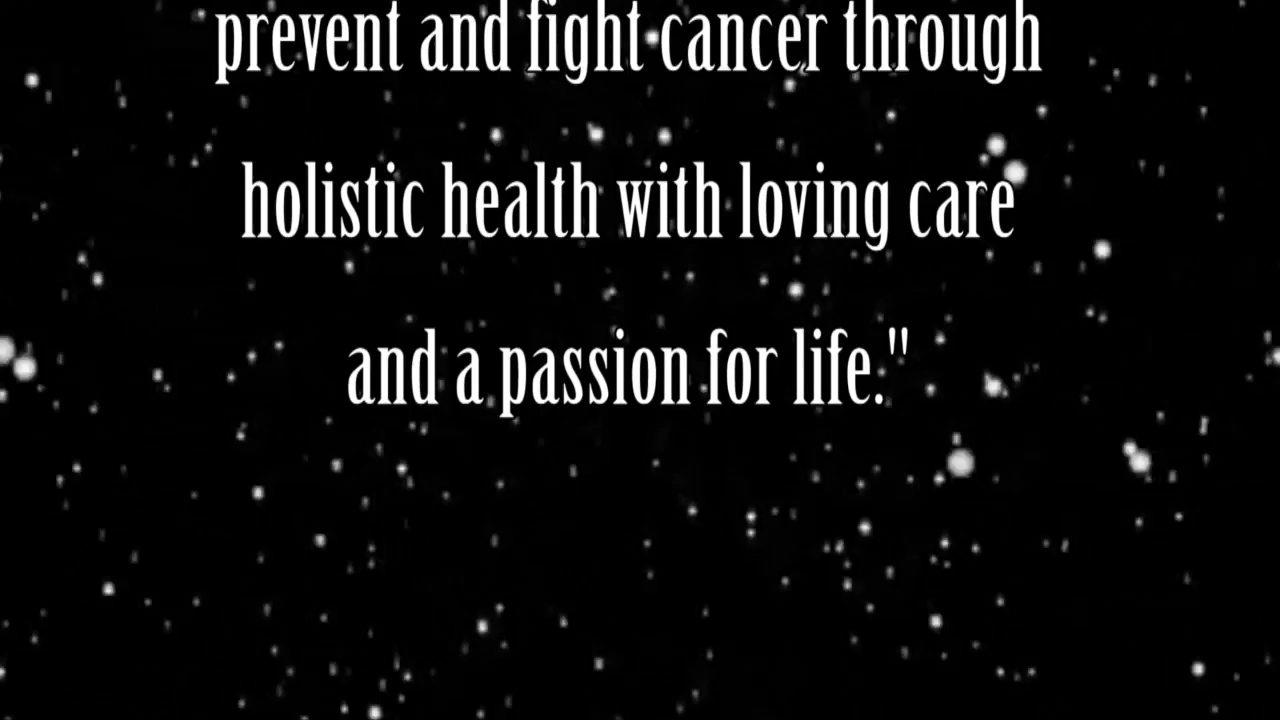 prevent and fight cancer through
holistic health with loving care
and a passion for life."